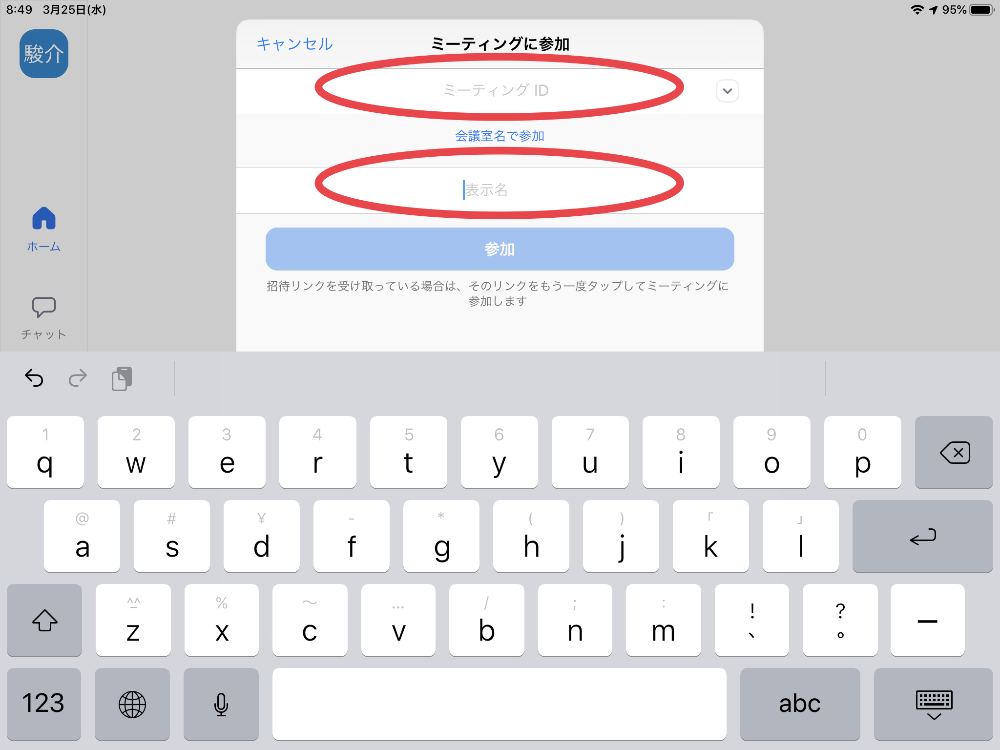 8:49 3月25日(水)
95%
駿介
キャンセル
ミーティングに参加
ミーティング ID
会議室名で参加
表示名
参加
招待リンクを受け取っている場合は、そのリンクをもう一度タップしてミーティングに
参加します
ホーム
チャット
1 2 3 4 5 6 7 8 9 0
q w e r t y u i o p
@ # ¥ - * ( ) 「 」
a s d f g h j k l
^^ % 〜 … / ; : ! ?
z x c v b n m 、 。 ー
123 abc